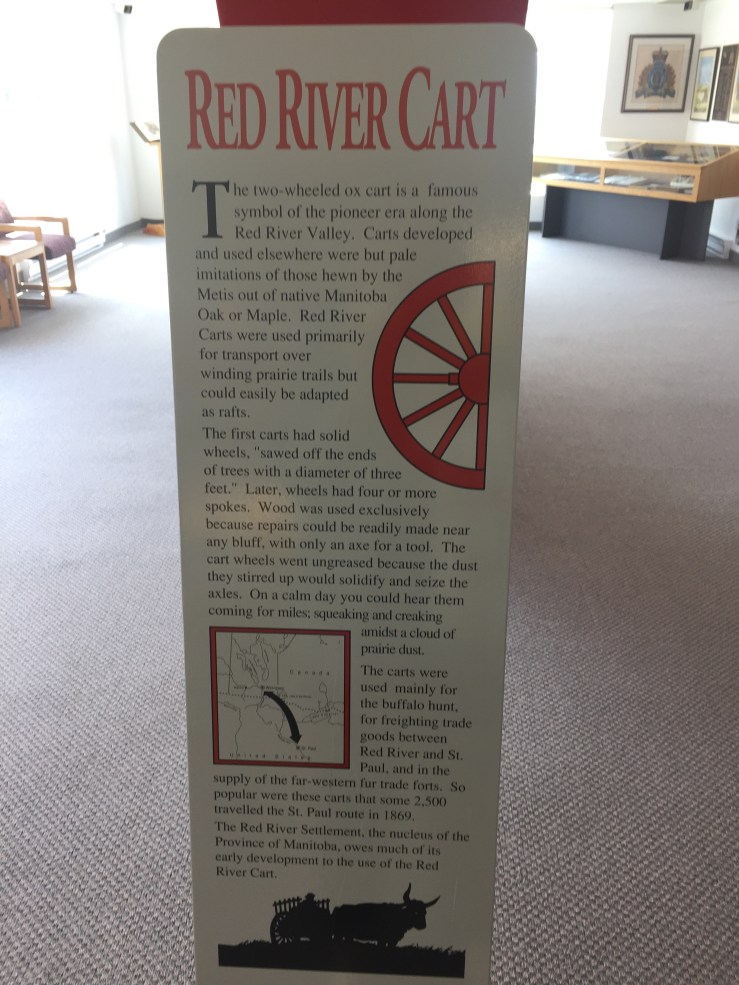 RED RIVER CART
The two-wheeled ox cart is a famous
symbol of the pioneer era along the
Red River Valley. Carts developed
and used elsewhere were but pale
imitations of those hewn by the
Metis out of native Manitoba
Oak or Maple. Red River
Carts were used primarily
for transport over
winding prairie trails but
could easily be adapted
as rafts.
The first carts had solid
wheels, "sawed off the ends
of trees with a diameter of three
feet." Later, wheels had four or more
spokes. Wood was used exclusively
because repairs could be readily made near
any bluff, with only an axe for a tool. The
cart wheels went ungreased because the dust
they stirred up would solidify and seize the
axles. On a calm day you could hear them
coming for miles; squeaking and creaking
amidst a cloud of
prairie dust.
Canada
United States
The carts were
used mainly for
the buffalo hunt,
for freighting trade
goods between
Red River and St.
Paul, and in the
supply of the far-western fur trade forts. So
popular were these carts that some 2,500
travelled the St. Paul route in 1869.
The Red River Settlement, the nucleus of the
Province of Manitoba, owes much of its
early development to the use of the Red
River Cart.